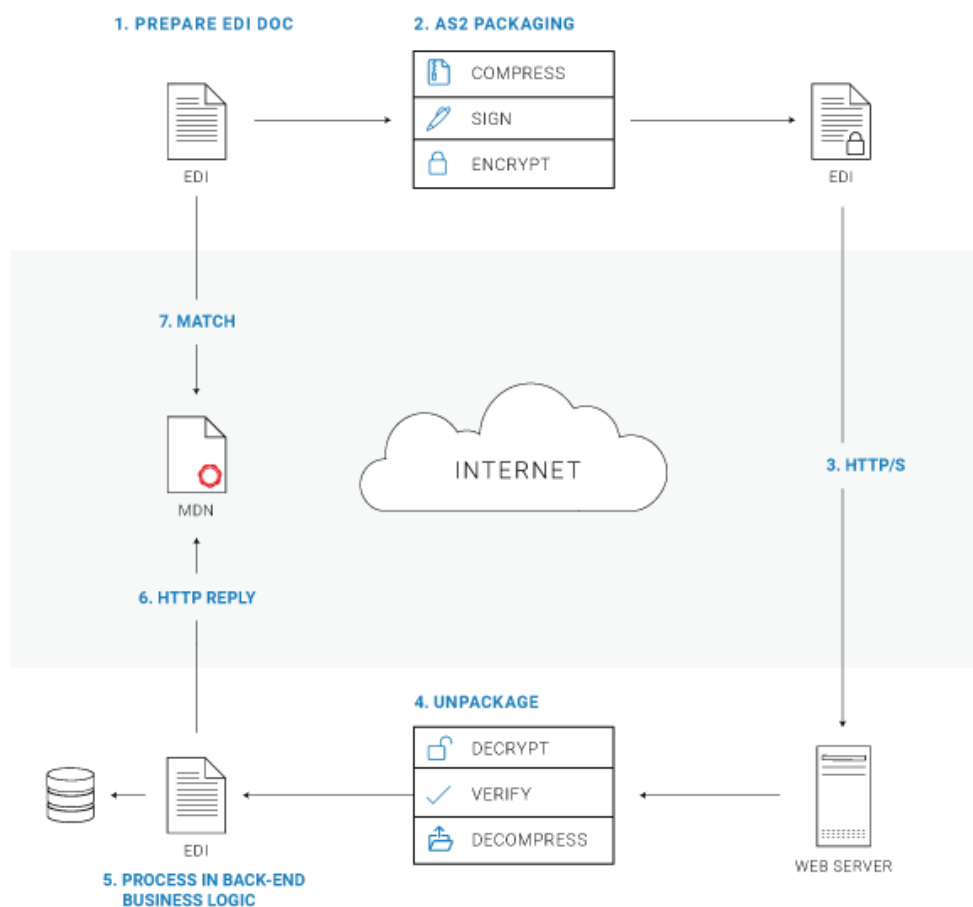 1. PREPARE EDI DOC
2. AS2 PACKAGING
COMPRESS
SIGN
ENCRYPT
EDI
EDI
7. MATCH
INTERNET
3. HTTP/S
MDN
6. HTTP REPLY
4. UNPACKAGE
DECRYPT
VERIFY
DECOMPRESS
EDI
WEB SERVER
5. PROCESS IN BACK-END
BUSINESS LOGIC